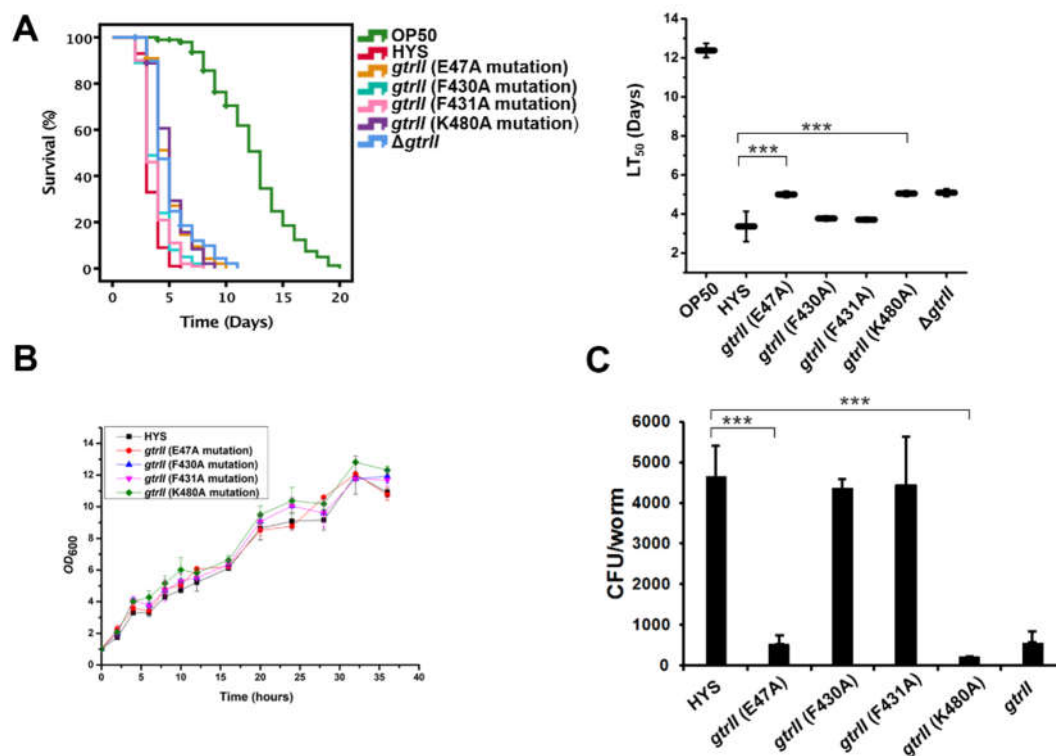 A
OP50
HYS
gtrII (E47A mutation)
gtrII (F430A mutation)
gtrII (F431A mutation)
gtrII (K480A mutation)
ΔgtrII
Survival (%)
100
80
60
40
20
0
0 5 10 15 20
Time (Days)
LT50 (Days)
14
12
10
8
6
4
2
***
***
OP50
HYS
gtrII (E47A)
gtrII (F430A)
gtrII (F431A)
gtrII (K480A)
ΔgtrII
B
HYS
gtrII (E47A mutation)
gtrII (F430A mutation)
gtrII (F431A mutation)
gtrII (K480A mutation)
OD600
16
14
12
10
8
6
4
2
0
0 5 10 15 20 25 30 35 40
Time (hours)
C
CFU/worm
6000
5000
4000
3000
2000
1000
0
***
***
HYS
gtrII (E47A)
gtrII (F430A)
gtrII (F431A)
gtrII (K480A)
gtrII